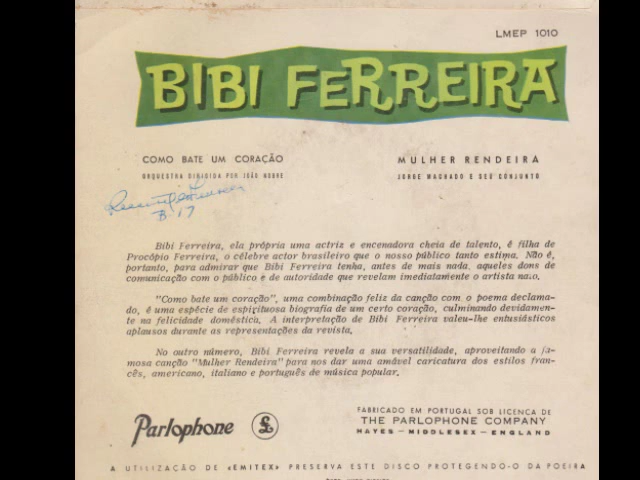 LMEP 1010
BIBI FERREIRA
COMO BATE UM CORAÇÃO
ORQUESTRA DIRIGIDA POR JOÃO NOBRE
MULHER RENDEIRA
JORGE MACHADO E SEU CONJUNTO
B-17
Bibi Ferreira, ela própria uma actriz e encenadora cheia de talento, é filha de
Procópio Ferreira, o célebre actor brasileiro que o nosso público tanto estima. Não é,
portanto, para admirar que Bibi Ferreira tenha, antes de mais nada, aqueles dons de
comunicação com o público e de autoridade que revelam imediatamente o artista nato.
"Como bate um coração", uma combinação feliz da canção com o poema declama-
do, é uma espécie de espirituosa biografia de um certo coração, culminando devidamen-
te na felicidade doméstica. A interpretação de Bibi Ferreira valeu-lhe entusiásticos
aplausos durante as representações da revista.
No outro número, Bibi Ferreira revela a sua versatilidade, aproveitando a fa-
mosa canção "Mulher Rendeira" para nos dar uma amável caricatura dos estilos fran-
cês, americano, italiano e português de música popular.
Parlophone
£
FABRICADO EM PORTUGAL SOB LICENÇA DE
THE PARLOPHONE COMPANY
HAYES — MIDDLESEX — ENGLAND
A UTILIZAÇÃO DE «EMITEX» PRESERVA ESTE DISCO PROTEGENDO-O DA POEIRA